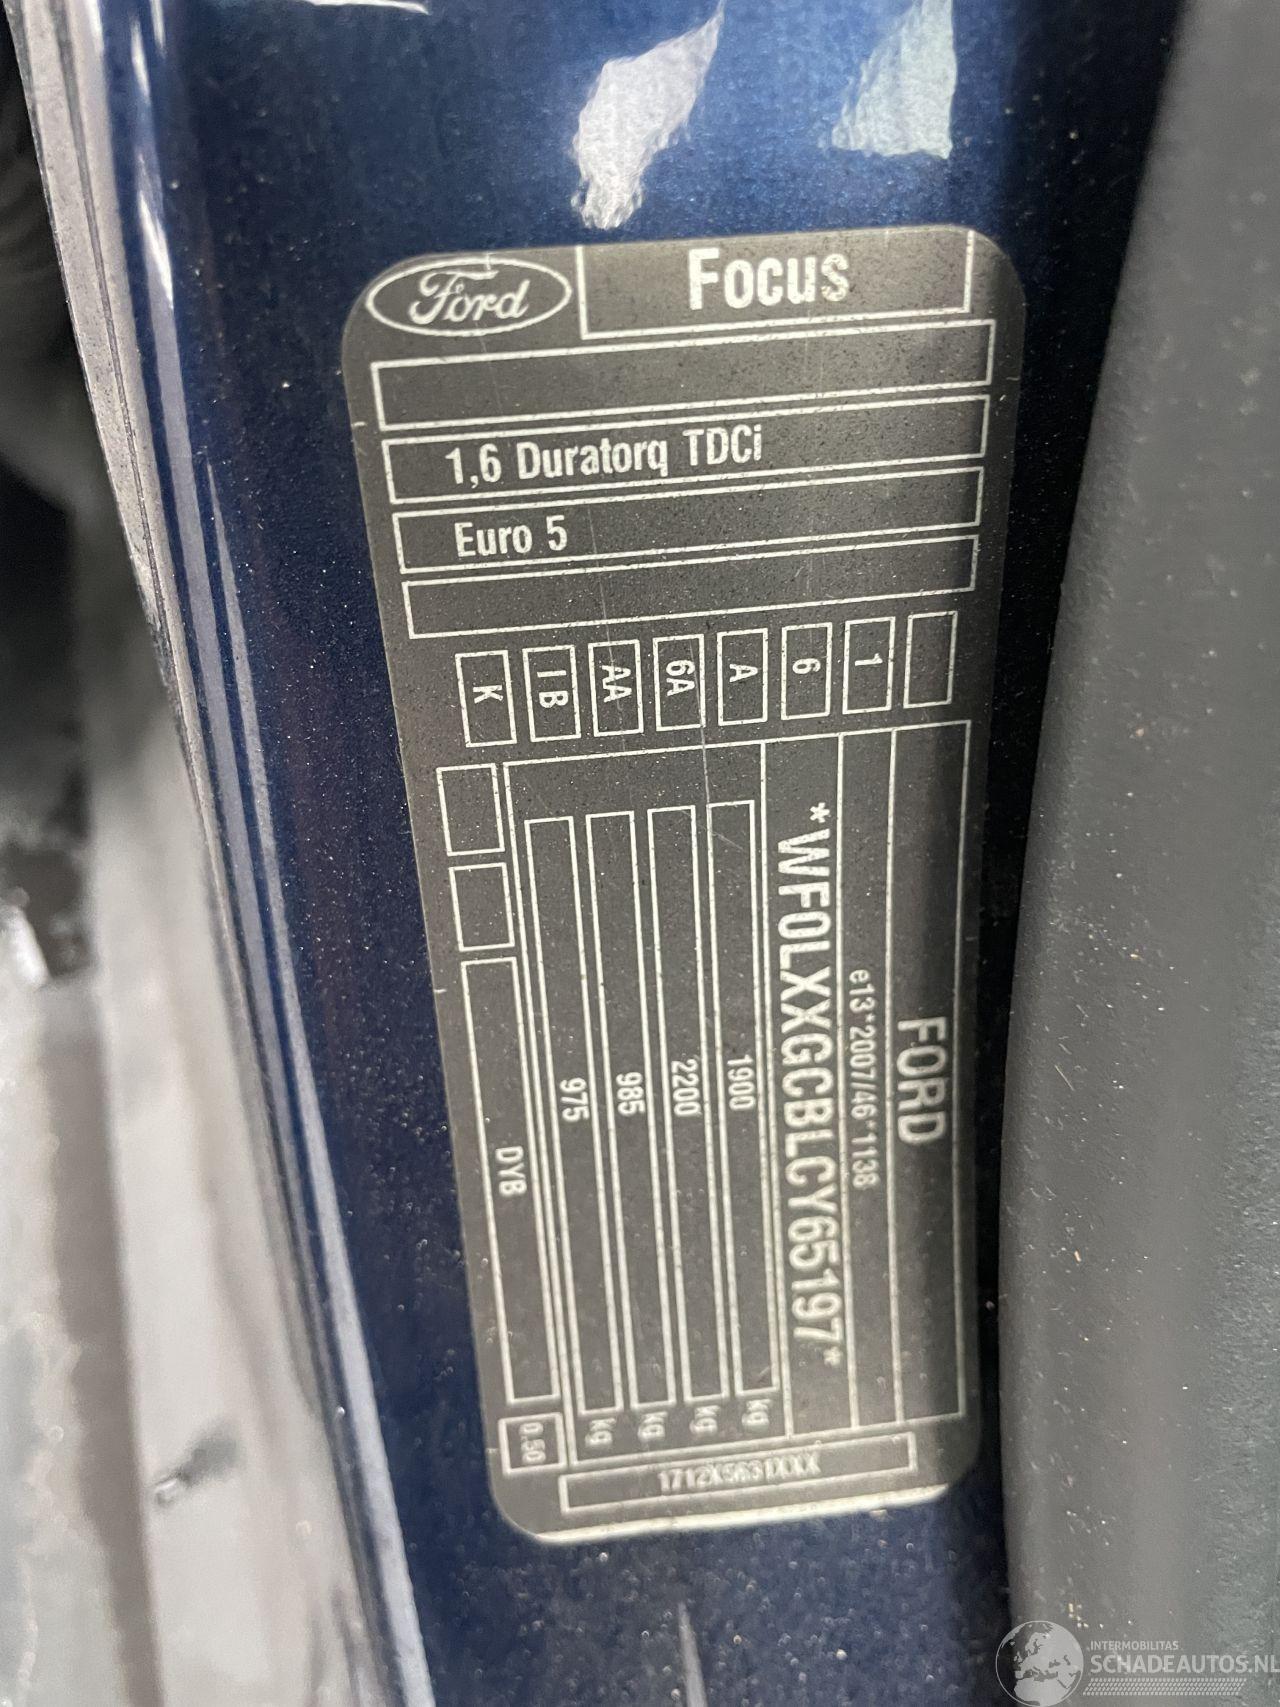 Ford
Focus
1,6 Duratorq TDCi
Euro 5
1
6
A
6A
AA
I B
K
FORD
e13*2007/46*1138
*WF0LXXGCBLCY65197*
1900 kg
2200 kg
985 kg
975 kg
DYB
0.50
INTERMOBILITAS
SCHADEAUTOS.NL